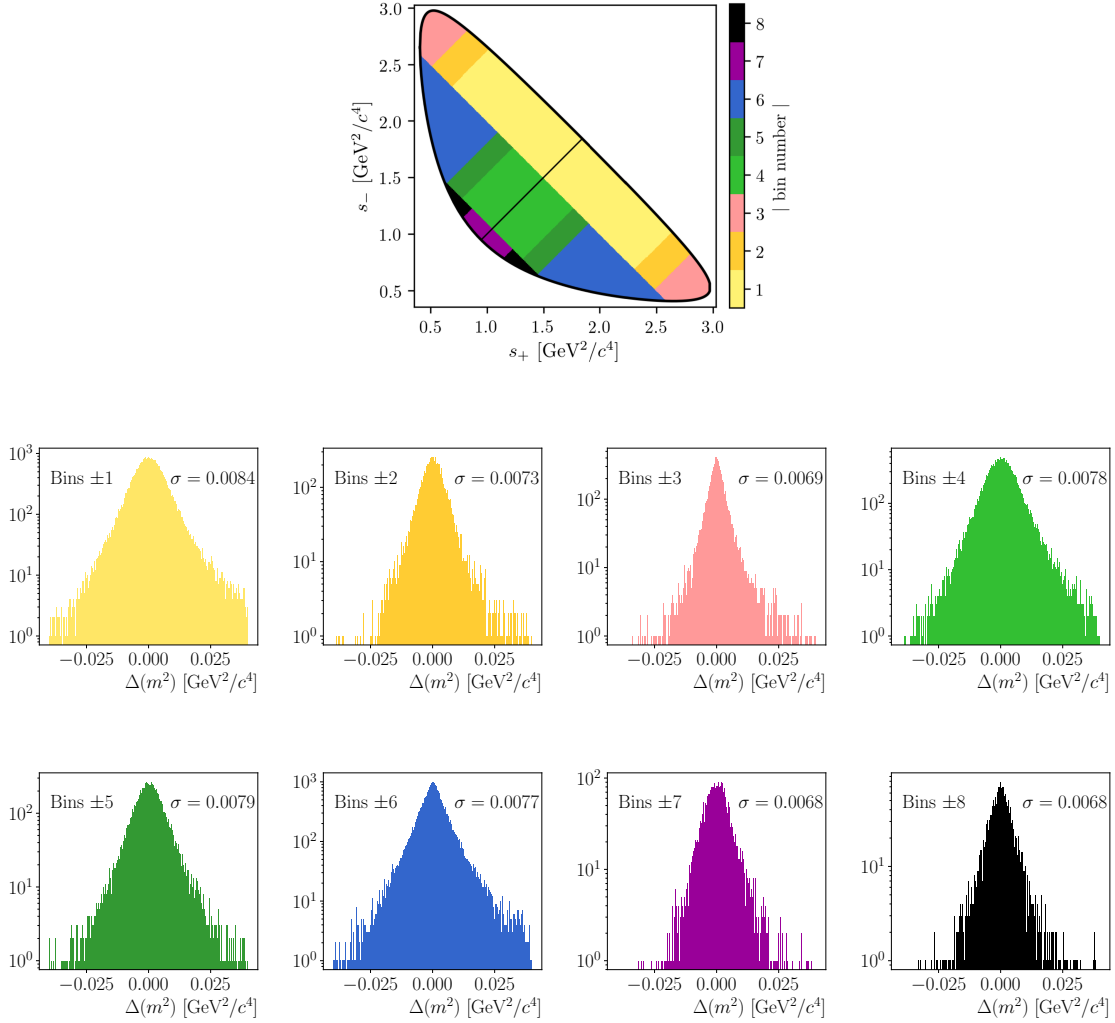 3.0
2.5
2.0
1.5
1.0
0.5
s₋ [GeV²/c⁴]
0.5 1.0 1.5 2.0 2.5 3.0
s₊ [GeV²/c⁴]
8
7
6
5
4
3
2
1
| bin number |
10³
10²
10¹
10⁰
Bins ±1 σ = 0.0084
−0.025 0.000 0.025
Δ(m²) [GeV²/c⁴]
10²
10¹
10⁰
Bins ±2 σ = 0.0073
−0.025 0.000 0.025
Δ(m²) [GeV²/c⁴]
10²
10¹
10⁰
Bins ±3 σ = 0.0069
−0.025 0.000 0.025
Δ(m²) [GeV²/c⁴]
10²
10¹
10⁰
Bins ±4 σ = 0.0078
−0.025 0.000 0.025
Δ(m²) [GeV²/c⁴]
10²
10¹
10⁰
Bins ±5 σ = 0.0079
−0.025 0.000 0.025
Δ(m²) [GeV²/c⁴]
10³
10²
10¹
10⁰
Bins ±6 σ = 0.0077
−0.025 0.000 0.025
Δ(m²) [GeV²/c⁴]
10²
10¹
10⁰
Bins ±7 σ = 0.0068
−0.025 0.000 0.025
Δ(m²) [GeV²/c⁴]
10¹
10⁰
Bins ±8 σ = 0.0068
−0.025 0.000 0.025
Δ(m²) [GeV²/c⁴]